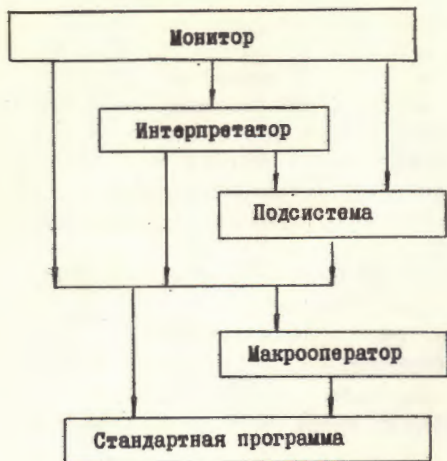 Монитор
Интерпретатор
Подсистема
Макрооператор
Стандартная программа